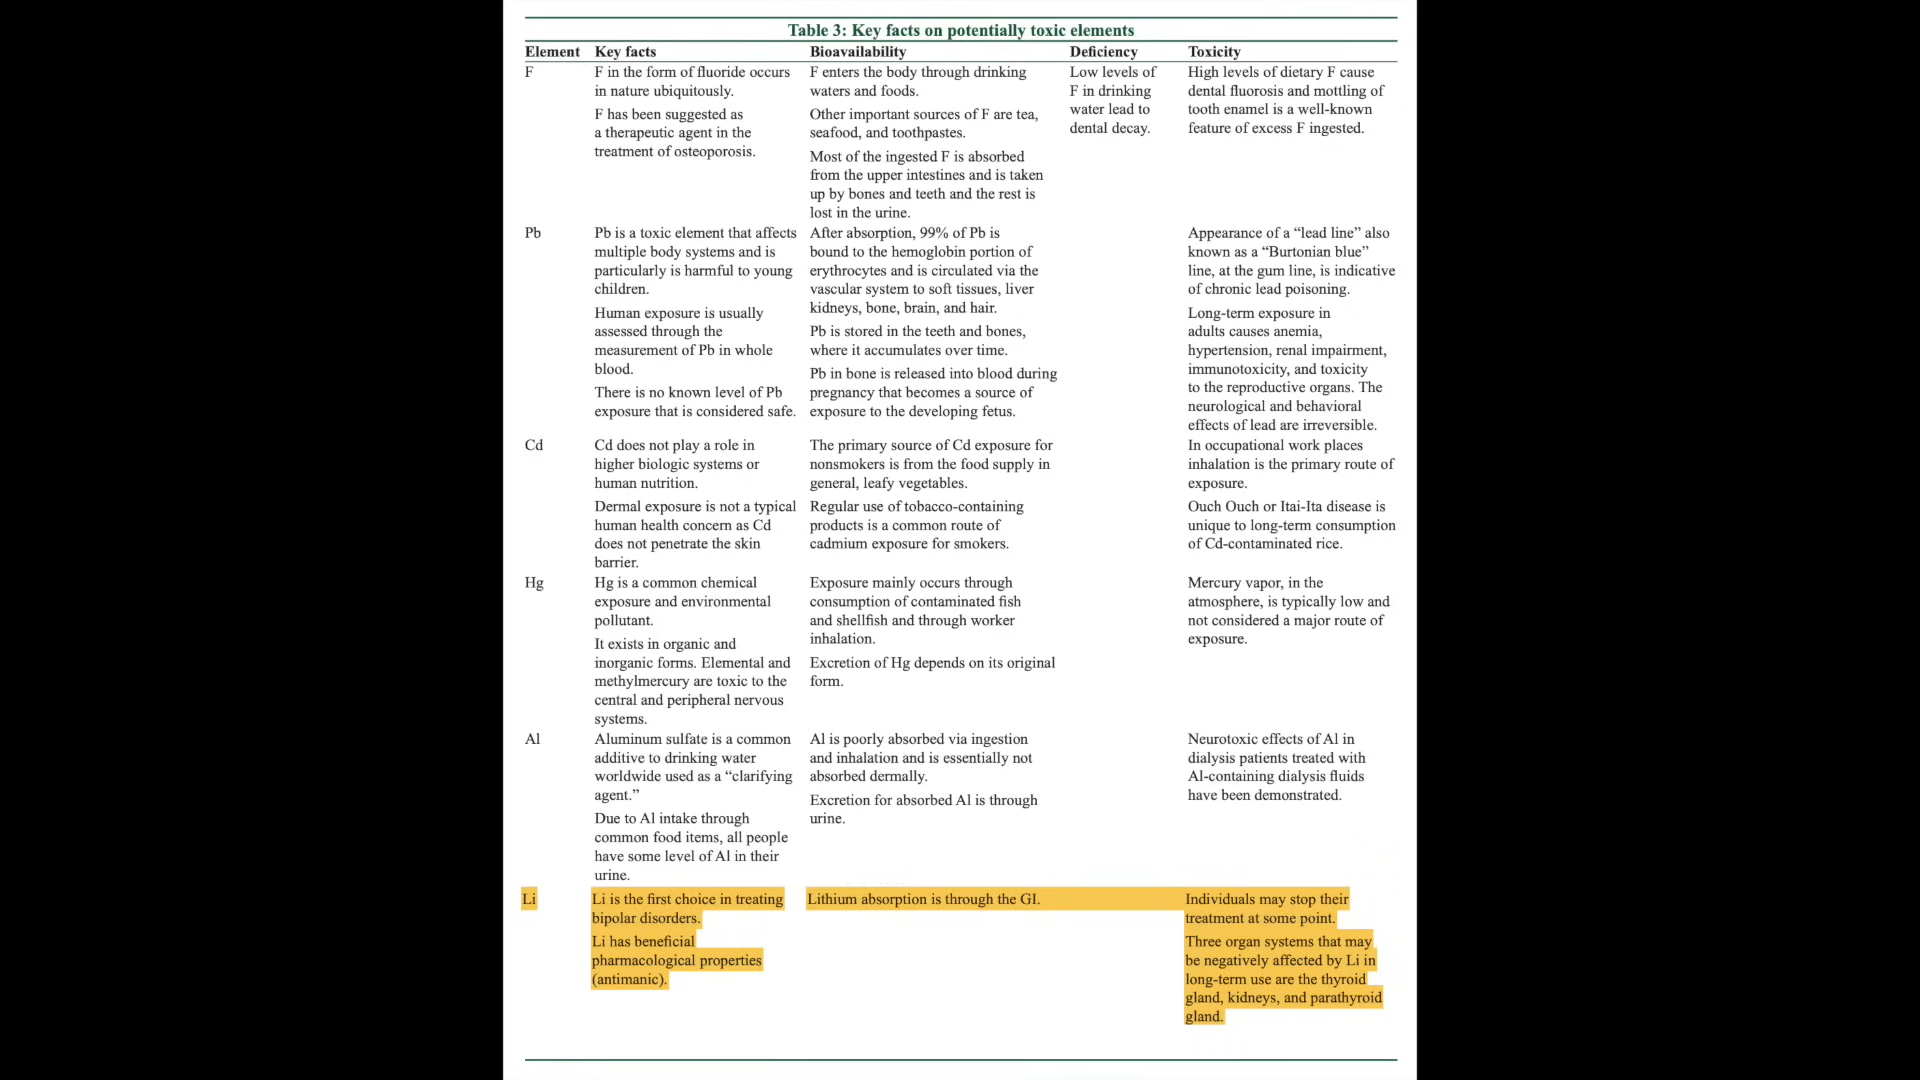 Table 3: Key facts on potentially toxic elements
Element Key facts Bioavailability Deficiency Toxicity
F
F in the form of fluoride occurs
in nature ubiquitously.
F has been suggested as
a therapeutic agent in the
treatment of osteoporosis.
F enters the body through drinking
waters and foods.
Other important sources of F are tea,
seafood, and toothpastes.
Most of the ingested F is absorbed
from the upper intestines and is taken
up by bones and teeth and the rest is
lost in the urine.
Low levels of
F in drinking
water lead to
dental decay.
High levels of dietary F cause
dental fluorosis and mottling of
tooth enamel is a well-known
feature of excess F ingested.
Pb
Pb is a toxic element that affects
multiple body systems and is
particularly is harmful to young
children.
Human exposure is usually
assessed through the
measurement of Pb in whole
blood.
There is no known level of Pb
exposure that is considered safe.
After absorption, 99% of Pb is
bound to the hemoglobin portion of
erythrocytes and is circulated via the
vascular system to soft tissues, liver
kidneys, bone, brain, and hair.
Pb is stored in the teeth and bones,
where it accumulates over time.
Pb in bone is released into blood during
pregnancy that becomes a source of
exposure to the developing fetus.
Appearance of a “lead line” also
known as a “Burtonian blue”
line, at the gum line, is indicative
of chronic lead poisoning.
Long-term exposure in
adults causes anemia,
hypertension, renal impairment,
immunotoxicity, and toxicity
to the reproductive organs. The
neurological and behavioral
effects of lead are irreversible.
Cd
Cd does not play a role in
higher biologic systems or
human nutrition.
Dermal exposure is not a typical
human health concern as Cd
does not penetrate the skin
barrier.
The primary source of Cd exposure for
nonsmokers is from the food supply in
general, leafy vegetables.
Regular use of tobacco-containing
products is a common route of
cadmium exposure for smokers.
In occupational work places
inhalation is the primary route of
exposure.
Ouch Ouch or Itai-Ita disease is
unique to long-term consumption
of Cd-contaminated rice.
Hg
Hg is a common chemical
exposure and environmental
pollutant.
It exists in organic and
inorganic forms. Elemental and
methylmercury are toxic to the
central and peripheral nervous
systems.
Exposure mainly occurs through
consumption of contaminated fish
and shellfish and through worker
inhalation.
Excretion of Hg depends on its original
form.
Mercury vapor, in the
atmosphere, is typically low and
not considered a major route of
exposure.
Al
Aluminum sulfate is a common
additive to drinking water
worldwide used as a “clarifying
agent.”
Due to Al intake through
common food items, all people
have some level of Al in their
urine.
Al is poorly absorbed via ingestion
and inhalation and is essentially not
absorbed dermally.
Excretion for absorbed Al is through
urine.
Neurotoxic effects of Al in
dialysis patients treated with
Al-containing dialysis fluids
have been demonstrated.
Li
Li is the first choice in treating
bipolar disorders.
Li has beneficial
pharmacological properties
(antimanic).
Lithium absorption is through the GI.
Individuals may stop their
treatment at some point.
Three organ systems that may
be negatively affected by Li in
long-term use are the thyroid
gland, kidneys, and parathyroid
gland.